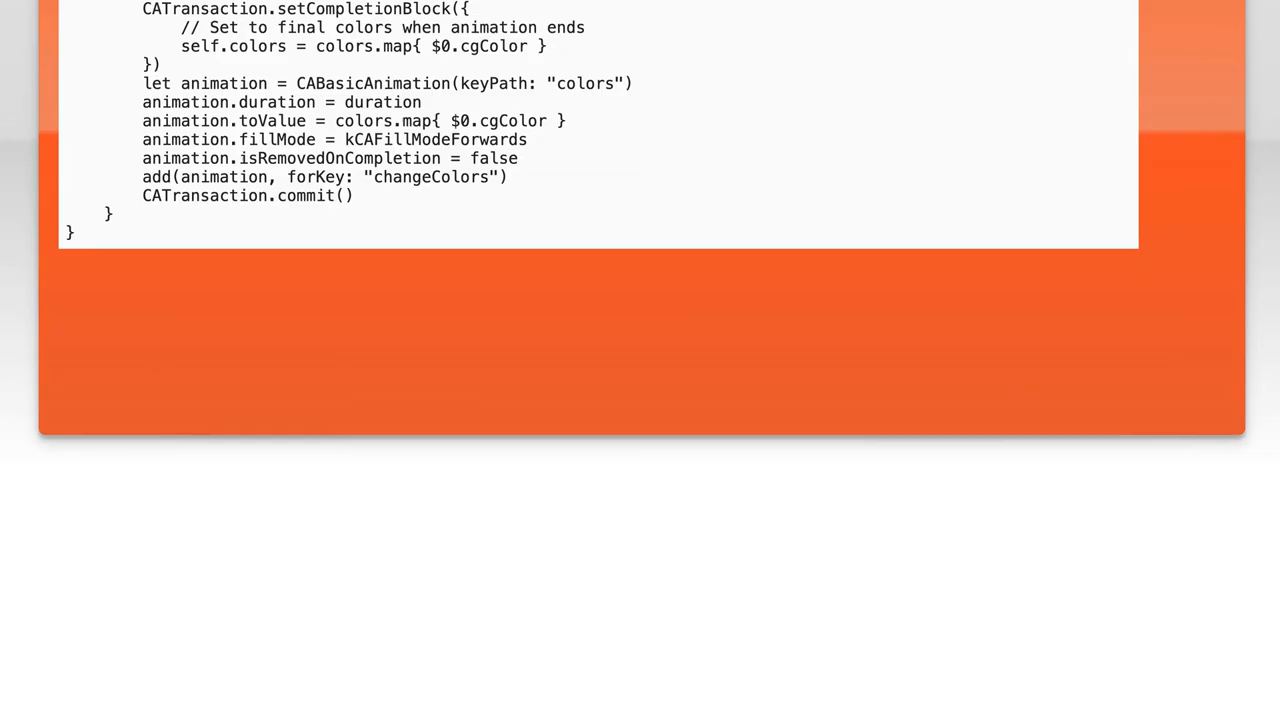 CATransaction.setCompletionBlock({
// Set to final colors when animation ends
self.colors = colors.map{ $0.cgColor }
})
let animation = CABasicAnimation(keyPath: "colors")
animation.duration = duration
animation.toValue = colors.map{ $0.cgColor }
animation.fillMode = kCAFillModeForwards
animation.isRemovedOnCompletion = false
add(animation, forKey: "changeColors")
CATransaction.commit()
}
}